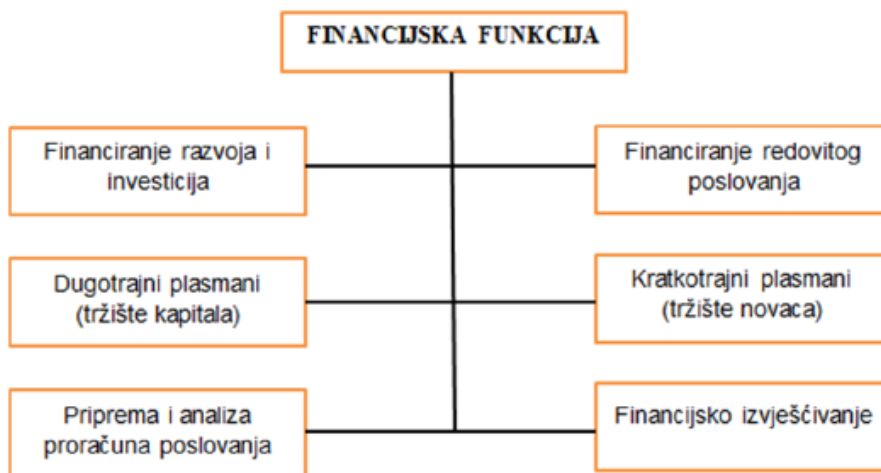 FINANCIJSKA FUNKCIJA
Financiranje razvoja i
investicija
Financiranje redovitog
poslovanja
Dugotrajni plasmani
(tržište kapitala)
Kratkotrajni plasmani
(tržište novaca)
Priprema i analiza
proračuna poslovanja
Financijsko izvješćivanje